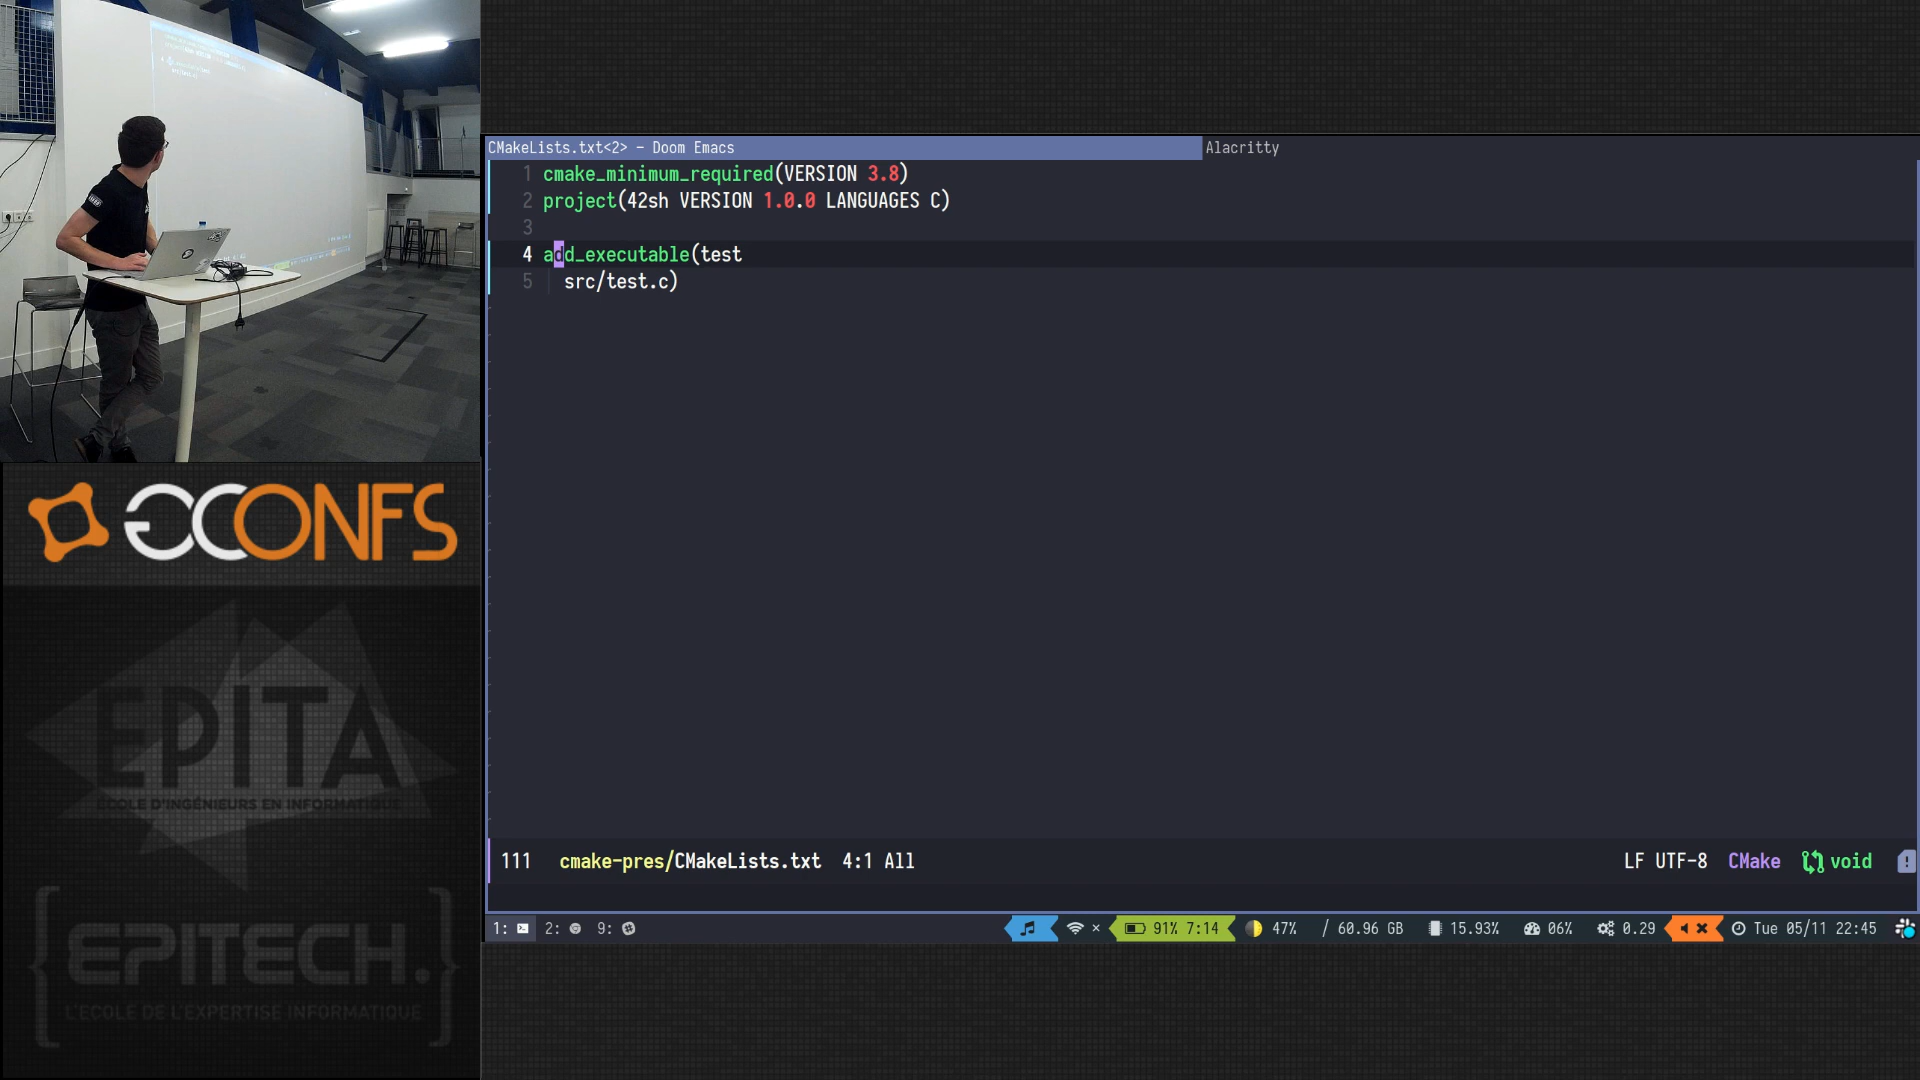 CMakeLists.txt<2> - Doom Emacs
Alacritty
1 cmake_minimum_required(VERSION 3.8)
2 project(42sh VERSION 1.0.0 LANGUAGES C)
3
4 add_executable(test
5 src/test.c)
111 cmake-pres/CMakeLists.txt 4:1 All
LF UTF-8 CMake void
1: 2: 9:
91% 7:14 47% / 60.96 GB 15.93% 06% 0.29 Tue 05/11 22:45
GCONFS
EPITA
ÉCOLE D'INGÉNIEURS EN INFORMATIQUE
{EPITECH.}
L'ECOLE DE L'EXPERTISE INFORMATIQUE